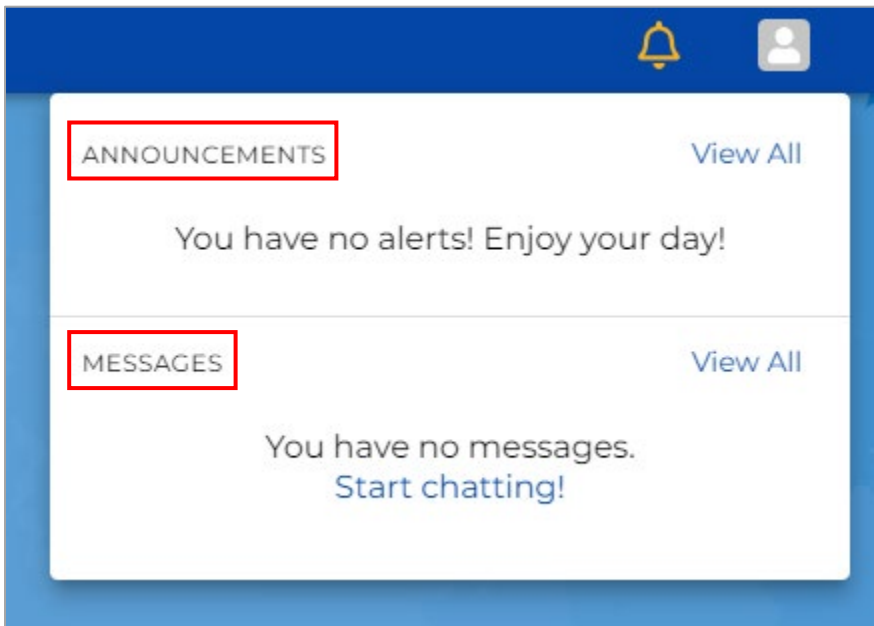 ANNOUNCEMENTS View All
You have no alerts! Enjoy your day!
MESSAGES View All
You have no messages.
Start chatting!